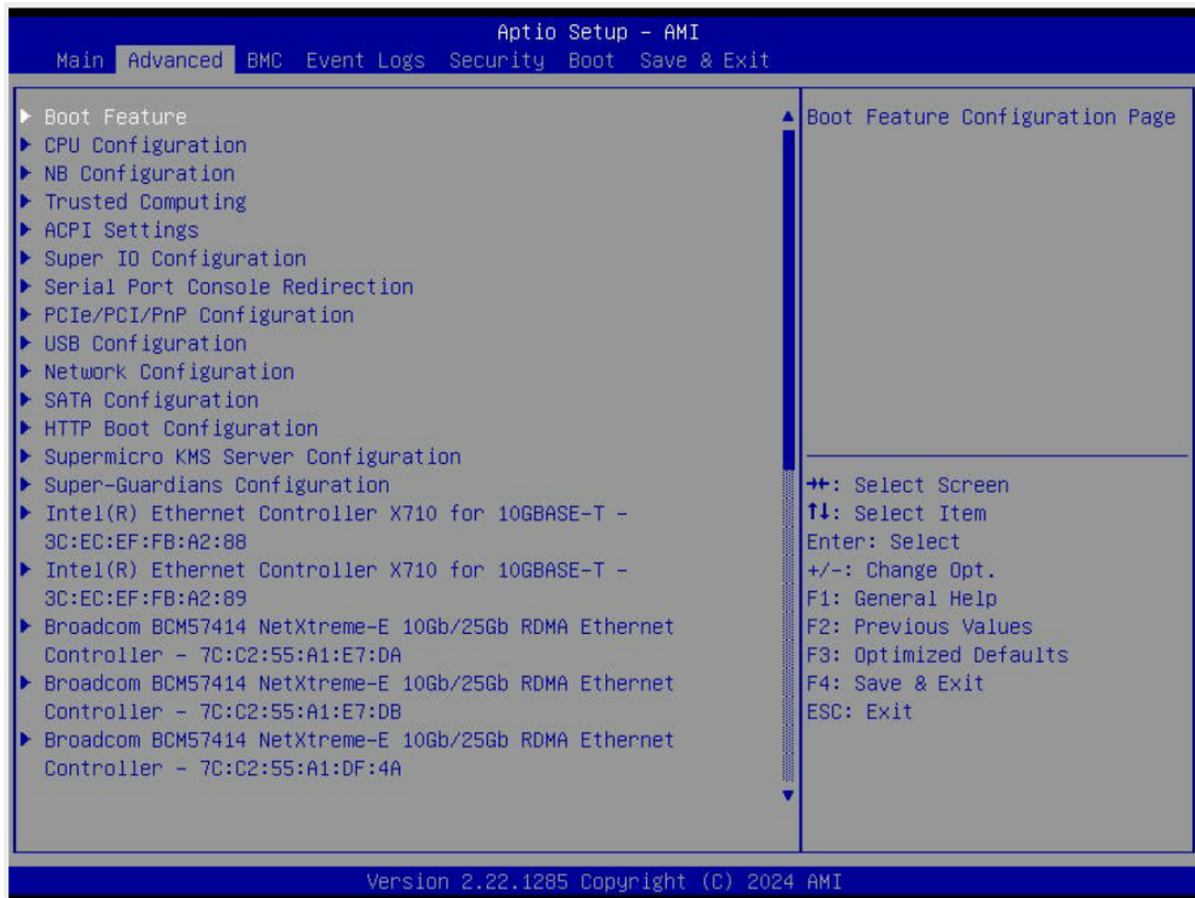 Aptio Setup – AMI
Main Advanced BMC Event Logs Security Boot Save & Exit
Boot Feature
CPU Configuration
NB Configuration
Trusted Computing
ACPI Settings
Super IO Configuration
Serial Port Console Redirection
PCIe/PCI/PnP Configuration
USB Configuration
Network Configuration
SATA Configuration
HTTP Boot Configuration
Supermicro KMS Server Configuration
Super-Guardians Configuration
Intel(R) Ethernet Controller X710 for 10GBASE-T –
3C:EC:EF:FB:A2:88
Intel(R) Ethernet Controller X710 for 10GBASE-T –
3C:EC:EF:FB:A2:89
Broadcom BCM57414 NetXtreme-E 10Gb/25Gb RDMA Ethernet
Controller – 7C:C2:55:A1:E7:DA
Broadcom BCM57414 NetXtreme-E 10Gb/25Gb RDMA Ethernet
Controller – 7C:C2:55:A1:E7:DB
Broadcom BCM57414 NetXtreme-E 10Gb/25Gb RDMA Ethernet
Controller – 7C:C2:55:A1:DF:4A
Boot Feature Configuration Page
→←: Select Screen
↑↓: Select Item
Enter: Select
+/-: Change Opt.
F1: General Help
F2: Previous Values
F3: Optimized Defaults
F4: Save & Exit
ESC: Exit
Version 2.22.1285 Copyright (C) 2024 AMI